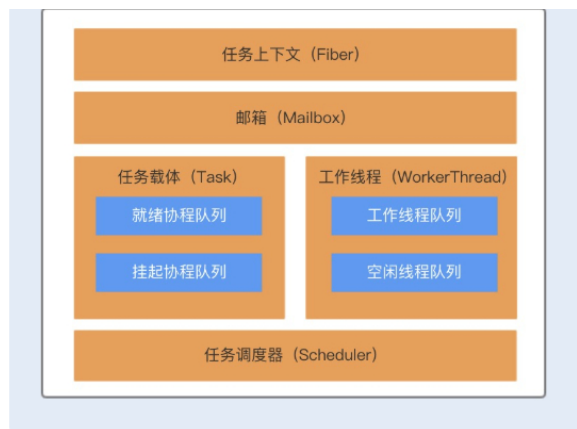 任务上下文（Fiber）
邮箱（Mailbox）
任务载体（Task）
就绪协程队列
挂起协程队列
工作线程（WorkerThread）
工作线程队列
空闲线程队列
任务调度器（Scheduler）